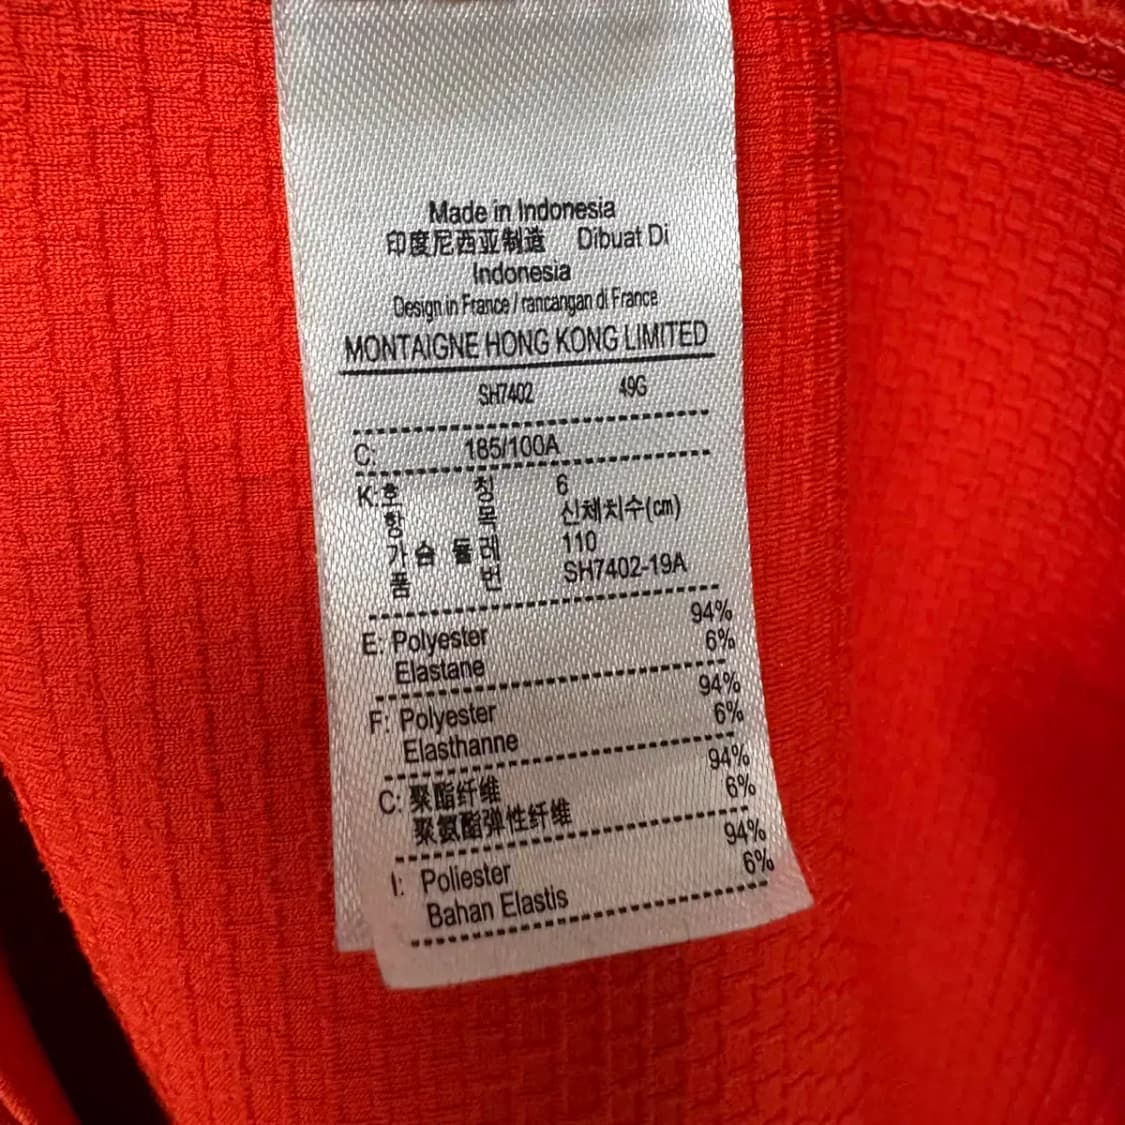 Made in Indonesia
印度尼西亚制造 Dibuat Di
Indonesia
Design in France / rancangan di France
MONTAIGNE HONG KONG LIMITED
SH7402 49G
C: 185/100A
K: 호 칭 6
항 목 신체치수(cm)
가 슴 둘 레 110
품 번 SH7402-19A
E: Polyester 94%
Elastane 6%
F: Polyester 94%
Elasthanne 6%
C: 聚酯纤维 94%
聚氨酯弹性纤维 6%
I: Poliester 94%
Bahan Elastis 6%